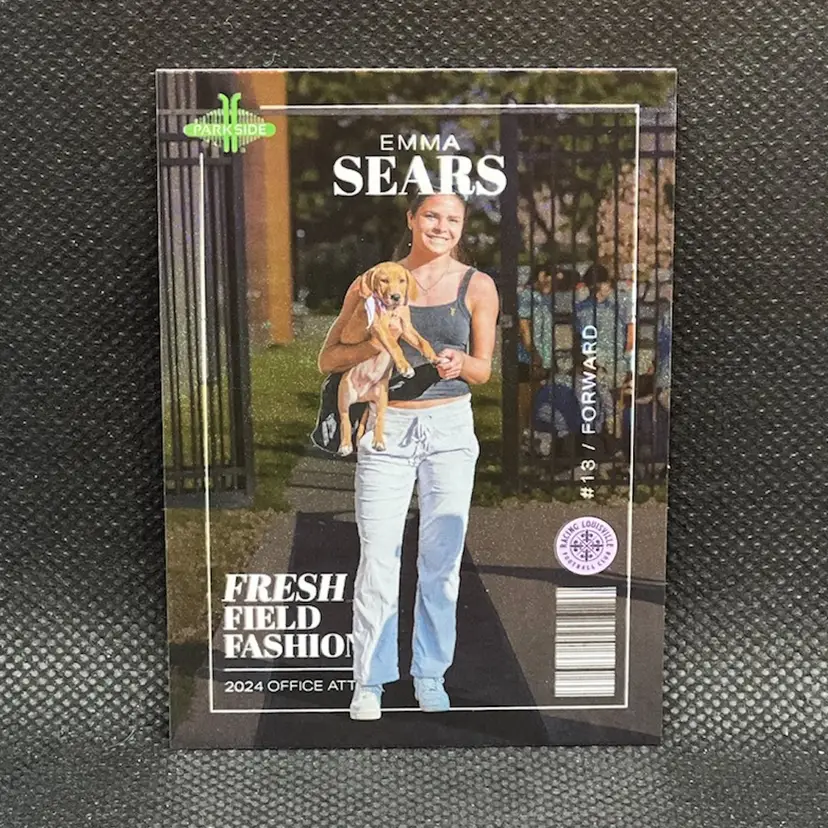 PARKSIDE
EMMA
SEARS
#13 / FORWARD
RACING LOUISVILLE
FOOTBALL CLUB
FRESH
FIELD
FASHION
2024 OFFICE ATT